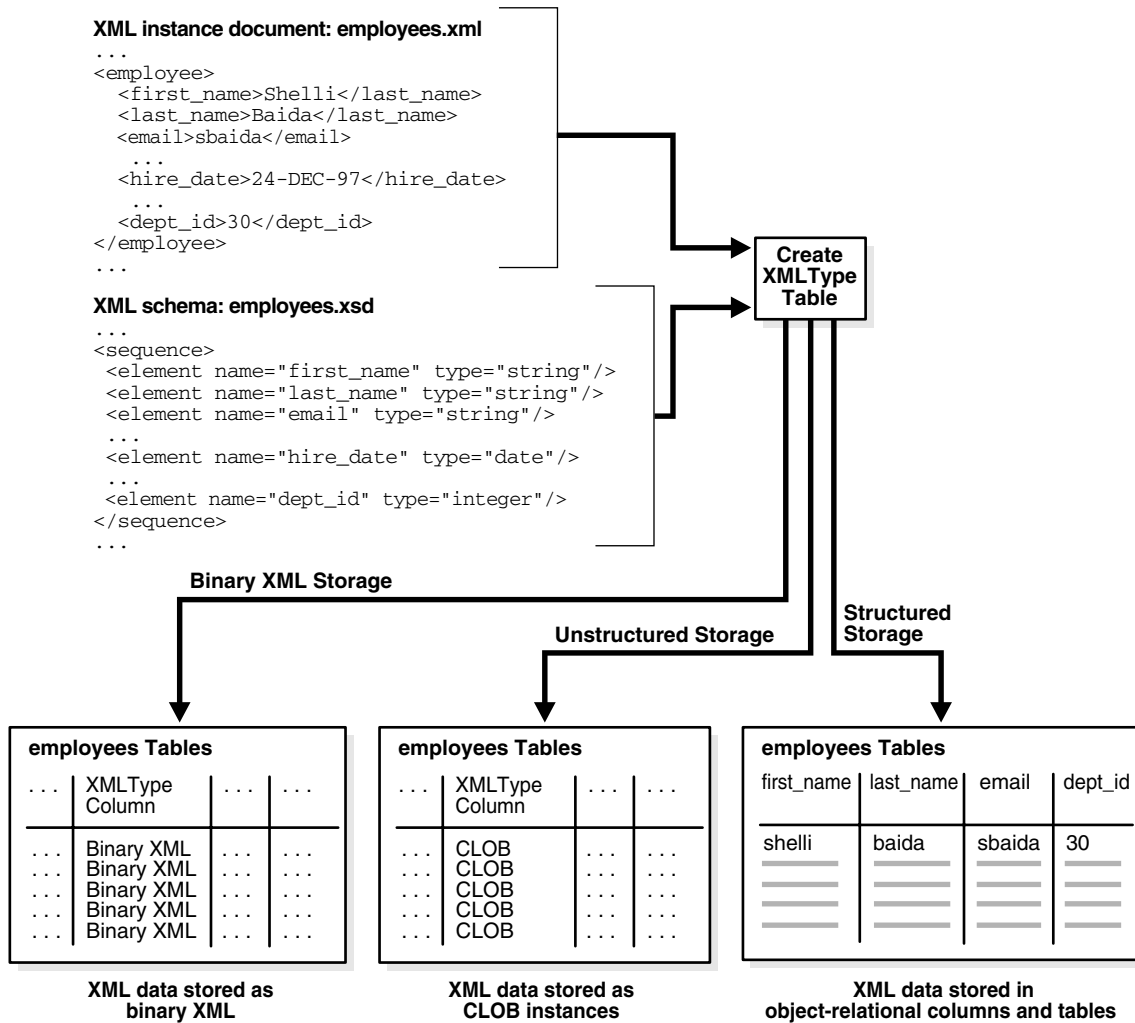 XML instance document: employees.xml
...
<employee>
<first_name>Shelli</last_name>
<last_name>Baida</last_name>
<email>sbaida</email>
...
<hire_date>24-DEC-97</hire_date>
...
<dept_id>30</dept_id>
</employee>
...
XML schema: employees.xsd
...
<sequence>
<element name="first_name" type="string"/>
<element name="last_name" type="string"/>
<element name="email" type="string"/>
...
<element name="hire_date" type="date"/>
...
<element name="dept_id" type="integer"/>
</sequence>
...
Create
XMLType
Table
Binary XML Storage
Unstructured Storage
Structured
Storage
employees Tables
... XMLType ... ...
Column
... Binary XML ... ...
... Binary XML ... ...
... Binary XML ... ...
... Binary XML ... ...
... Binary XML ... ...
XML data stored as
binary XML
employees Tables
... XMLType ... ...
Column
... CLOB ... ...
... CLOB ... ...
... CLOB ... ...
... CLOB ... ...
... CLOB ... ...
XML data stored as
CLOB instances
employees Tables
first_name last_name email dept_id
shelli baida sbaida 30
XML data stored in
object-relational columns and tables